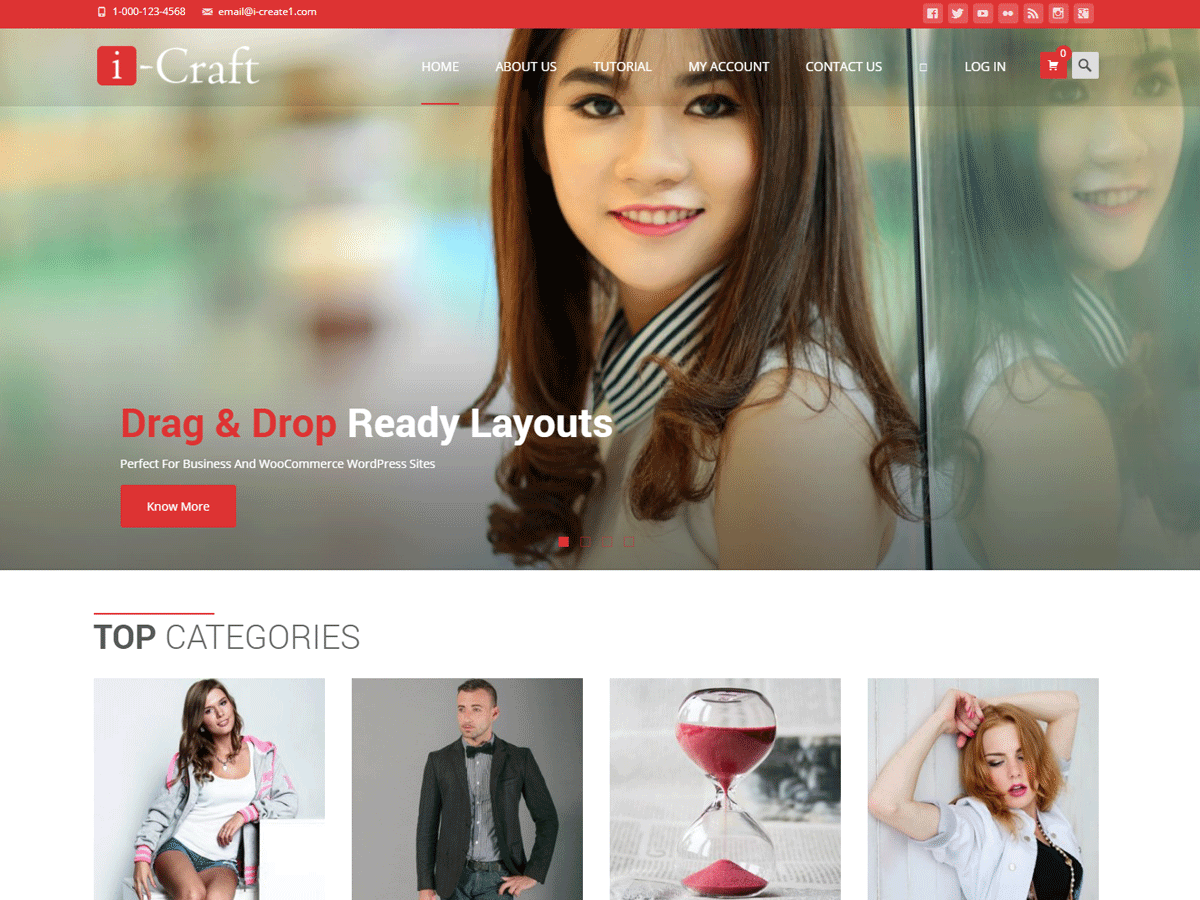 1-000-123-4568 email@i-create1.com
i-Craft
HOME ABOUT US TUTORIAL MY ACCOUNT CONTACT US LOG IN 0
Drag & Drop Ready Layouts
Perfect For Business And WooCommerce WordPress Sites
Know More
TOP CATEGORIES